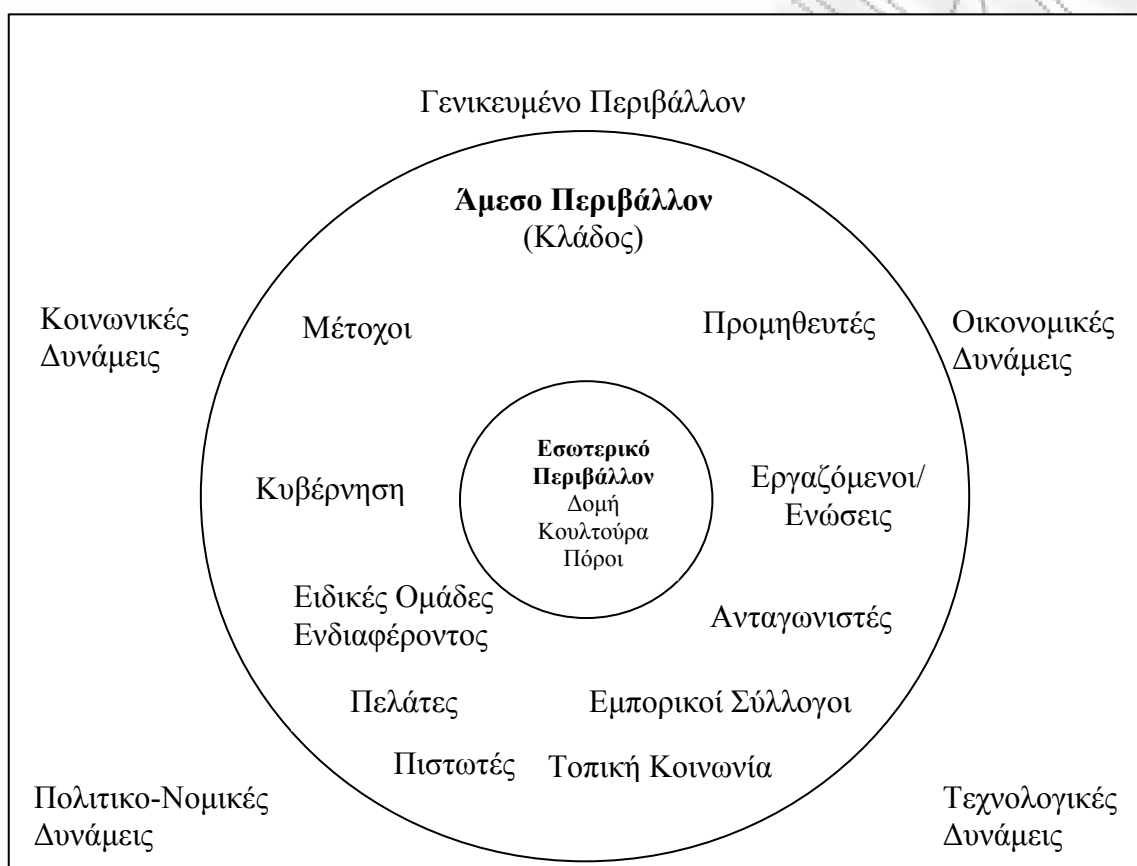 Γενικευμένο Περιβάλλον
Άμεσο Περιβάλλον
(Κλάδος)
Κοινωνικές
Δυνάμεις
Μέτοχοι
Προμηθευτές
Οικονομικές
Δυνάμεις
Εσωτερικό
Περιβάλλον
Δομή
Κουλτούρα
Πόροι
Κυβέρνηση
Εργαζόμενοι/
Ενώσεις
Ειδικές Ομάδες
Ενδιαφέροντος
Ανταγωνιστές
Πελάτες
Εμπορικοί Σύλλογοι
Πιστωτές
Τοπική Κοινωνία
Πολιτικο-Νομικές
Δυνάμεις
Τεχνολογικές
Δυνάμεις